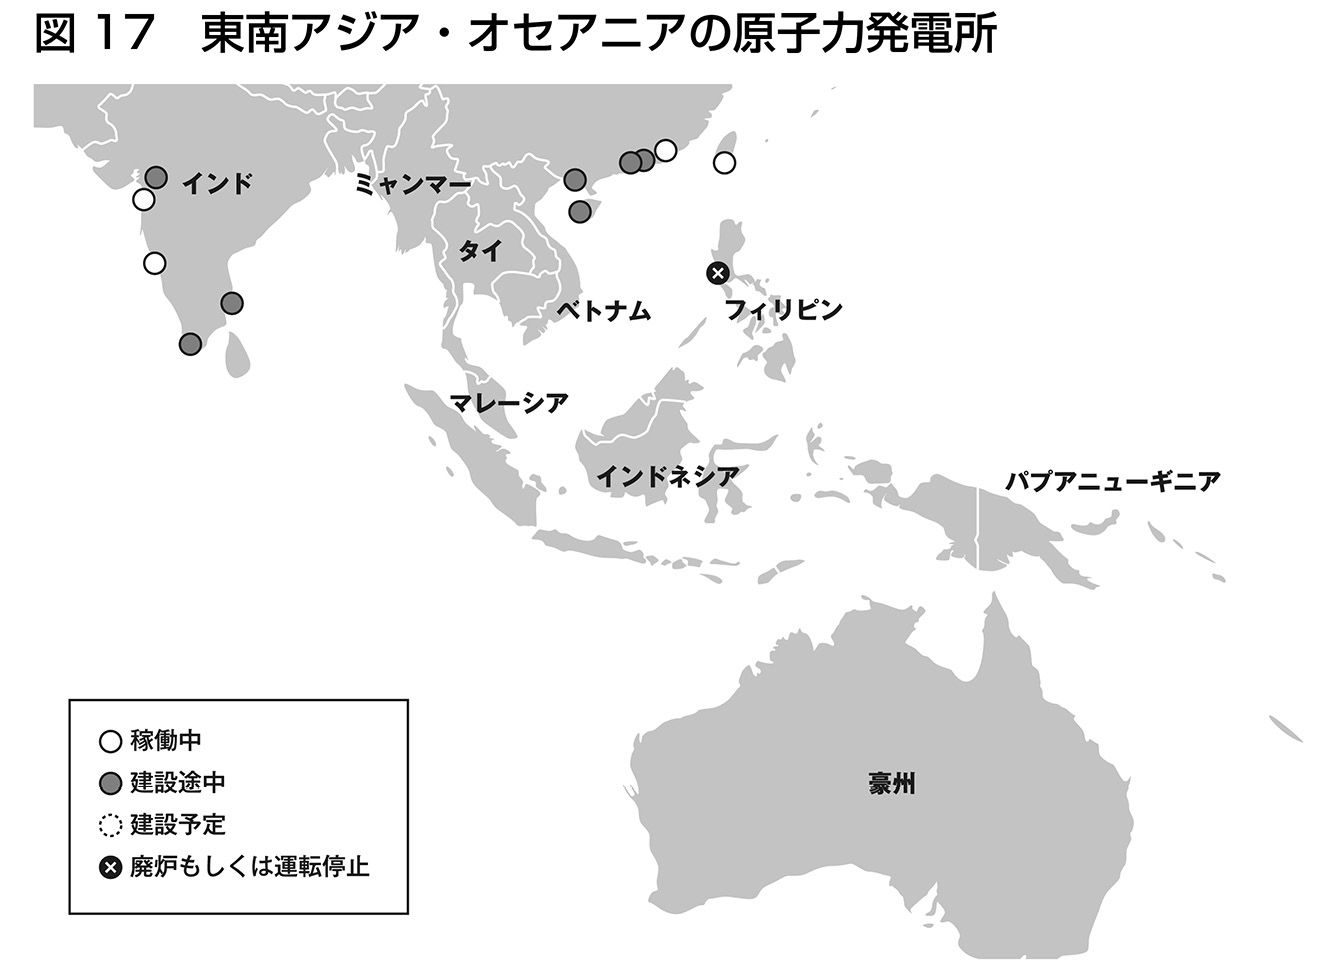 図 17　東南アジア・オセアニアの原子力発電所
インド
ミャンマー
タイ
ベトナム
フィリピン
マレーシア
インドネシア
パプアニューギニア
豪州
稼働中
建設途中
建設予定
廃炉もしくは運転停止